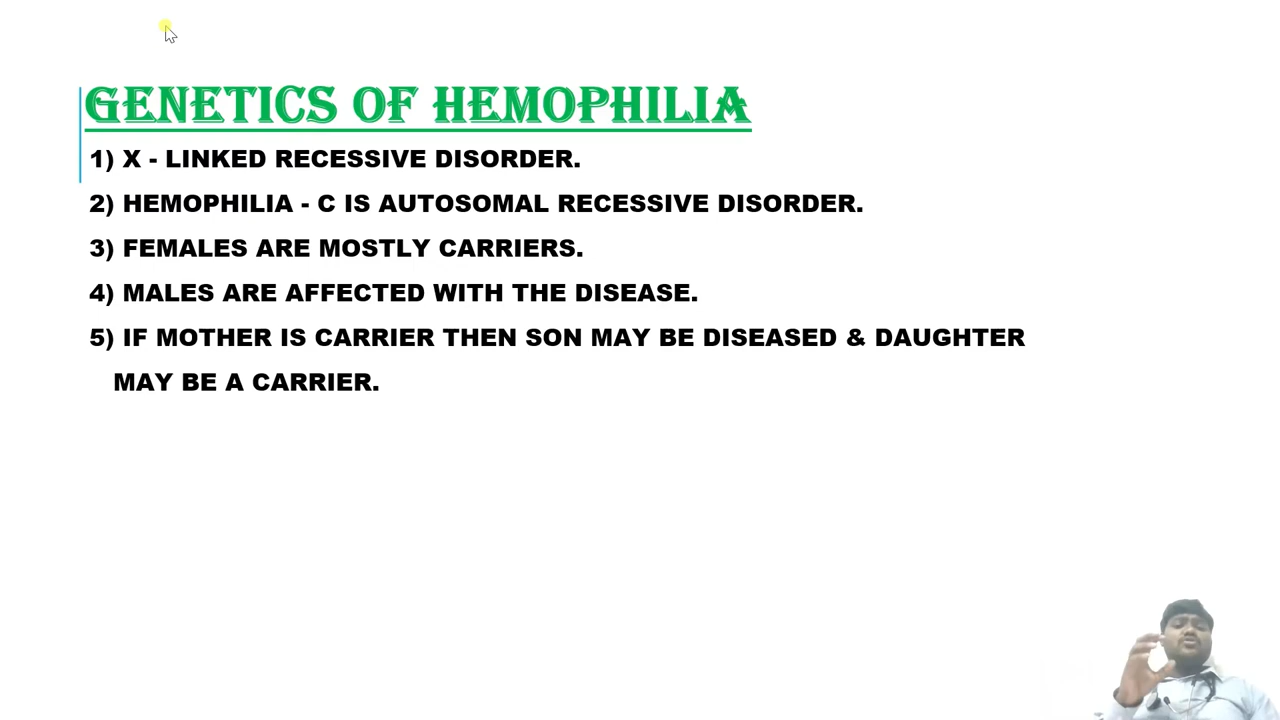 GENETICS OF HEMOPHILIA
1) X - LINKED RECESSIVE DISORDER.
2) HEMOPHILIA - C IS AUTOSOMAL RECESSIVE DISORDER.
3) FEMALES ARE MOSTLY CARRIERS.
4) MALES ARE AFFECTED WITH THE DISEASE.
5) IF MOTHER IS CARRIER THEN SON MAY BE DISEASED & DAUGHTER
MAY BE A CARRIER.